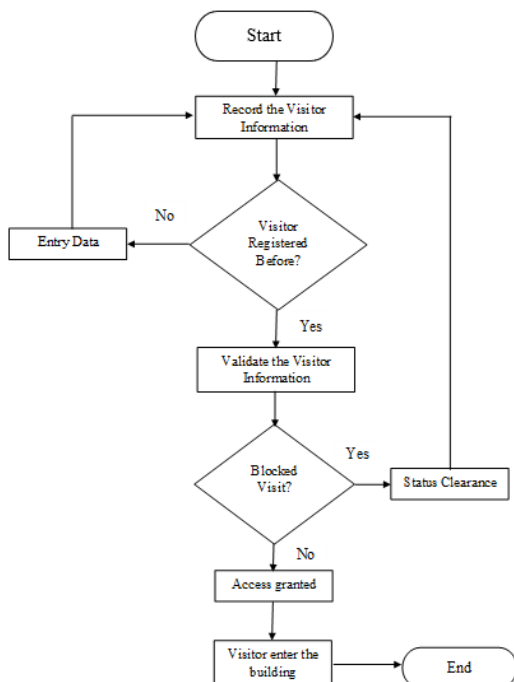 Start
Record the Visitor
Information
No
Visitor
Registered
Before?
Entry Data
Yes
Validate the Visitor
Information
Yes
Blocked
Visit?
Status Clearance
No
Access granted
Visitor enter the
building
End